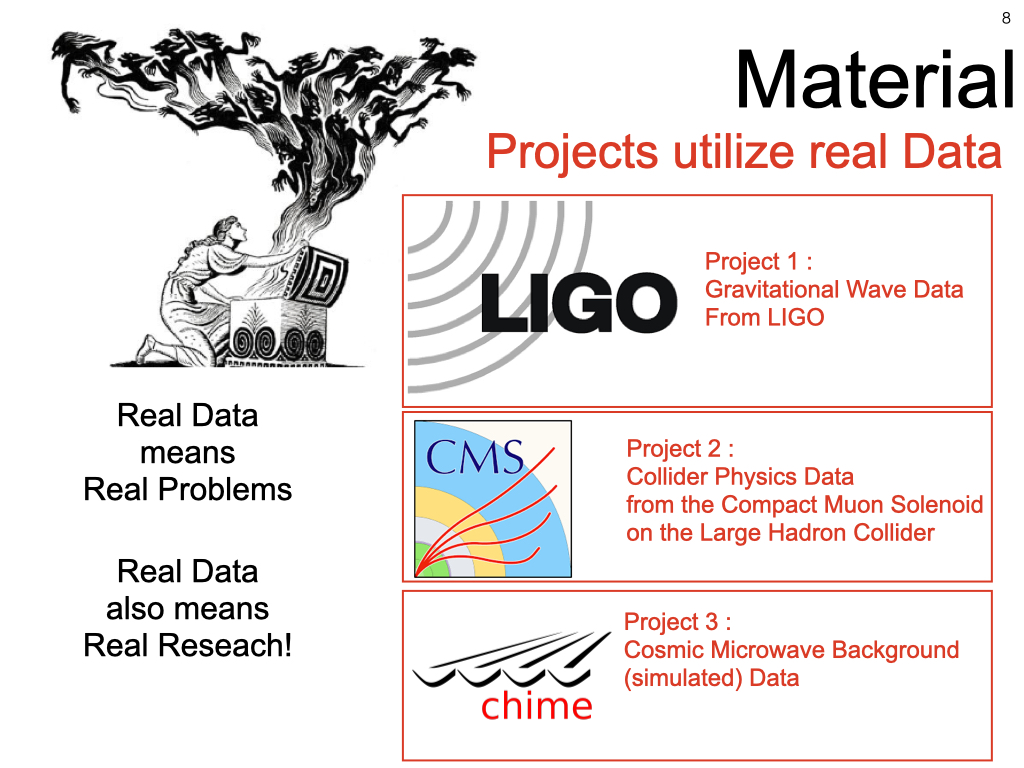 8
Material
Projects utilize real Data
LIGO
Project 1 :
Gravitational Wave Data
From LIGO
Real Data
means
Real Problems
Real Data
also means
Real Reseach!
CMS
Project 2 :
Collider Physics Data
from the Compact Muon Solenoid
on the Large Hadron Collider
chime
Project 3 :
Cosmic Microwave Background
(simulated) Data